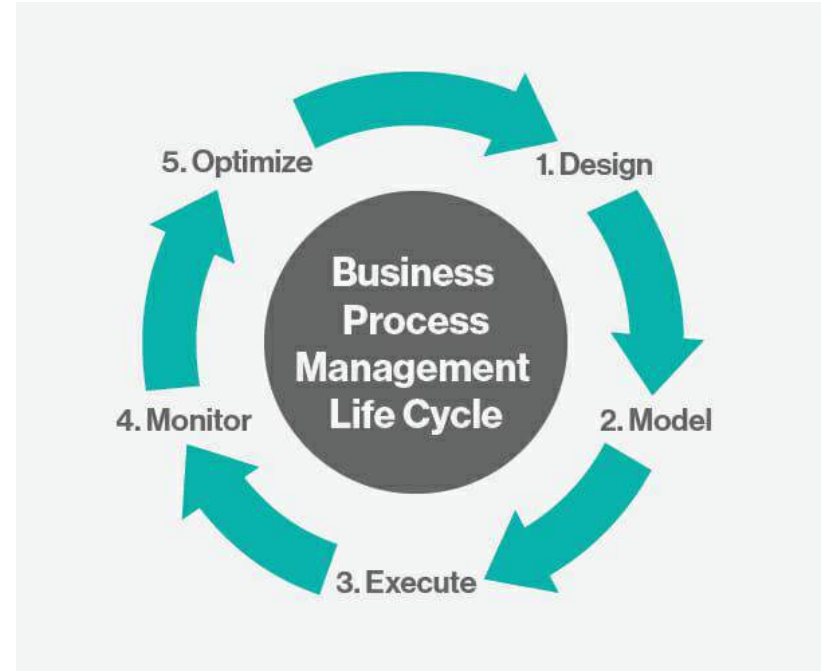 5. Optimize
1. Design
Business
Process
Management
Life Cycle
4. Monitor
2. Model
3. Execute